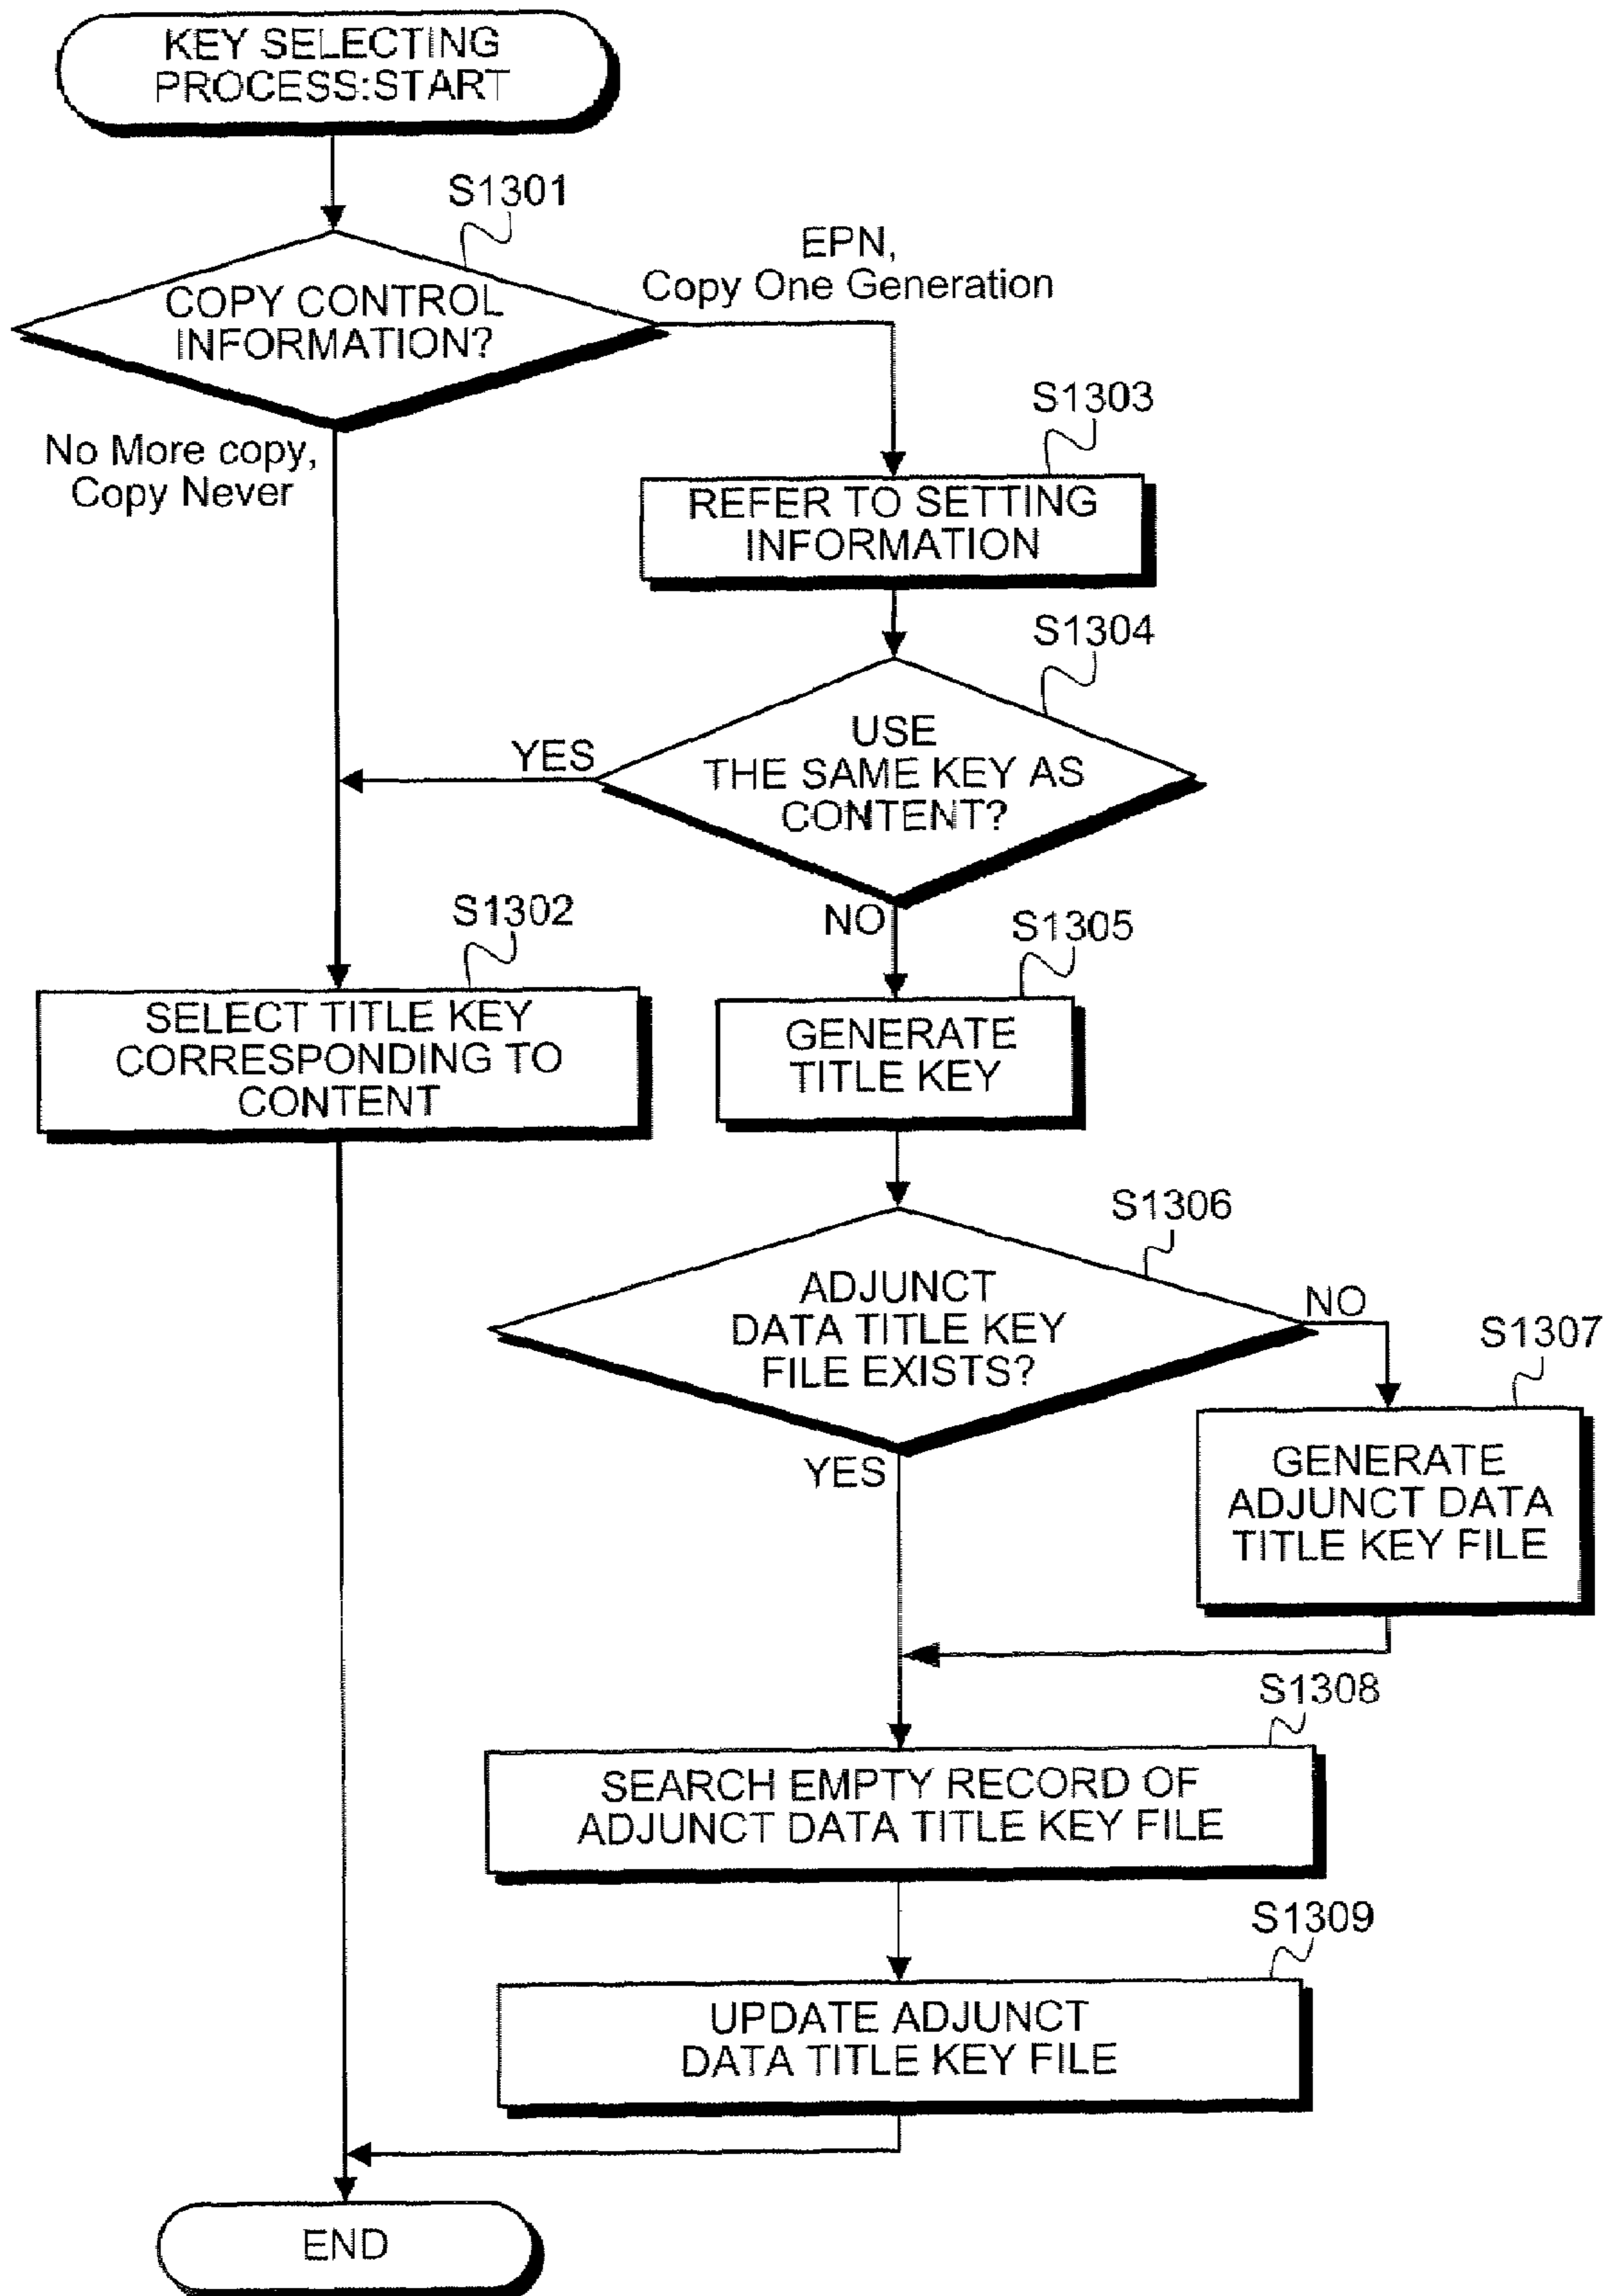 KEY SELECTING
PROCESS:START
S1301
COPY CONTROL
INFORMATION?
EPN,
Copy One Generation
No More copy,
Copy Never
S1303
REFER TO SETTING
INFORMATION
S1304
USE
THE SAME KEY AS
CONTENT?
YES
NO
S1302
SELECT TITLE KEY
CORRESPONDING TO
CONTENT
S1305
GENERATE
TITLE KEY
S1306
ADJUNCT
DATA TITLE KEY
FILE EXISTS?
NO
YES
S1307
GENERATE
ADJUNCT DATA
TITLE KEY FILE
S1308
SEARCH EMPTY RECORD OF
ADJUNCT DATA TITLE KEY FILE
S1309
UPDATE ADJUNCT
DATA TITLE KEY FILE
END